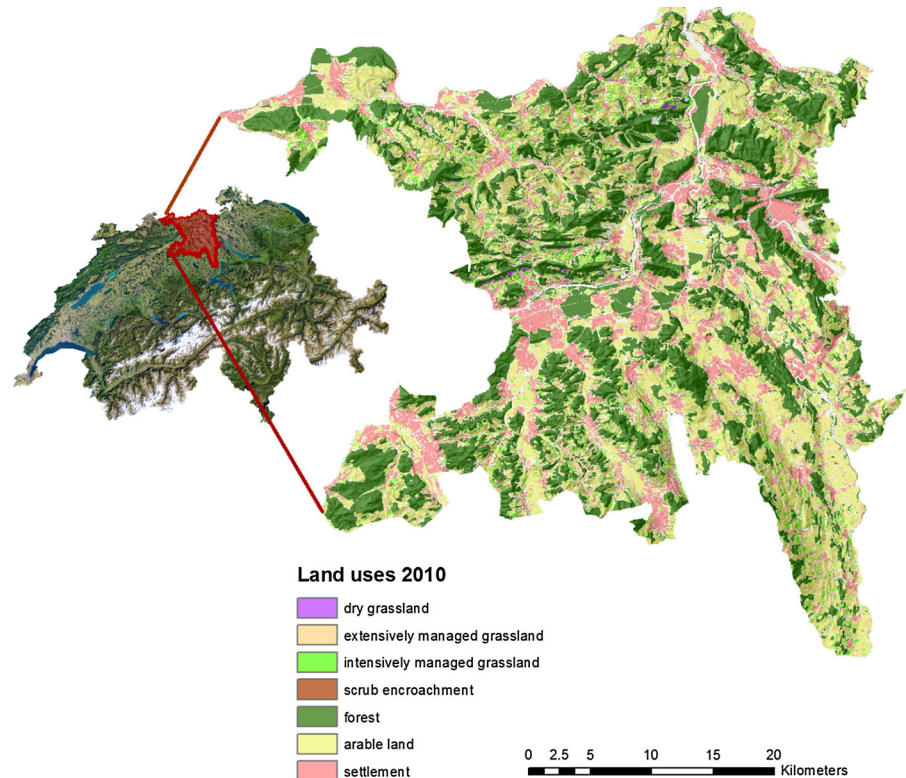 Land uses 2010
dry grassland
extensively managed grassland
intensively managed grassland
scrub encroachment
forest
arable land
settlement
0 2.5 5 10 15 20
Kilometers